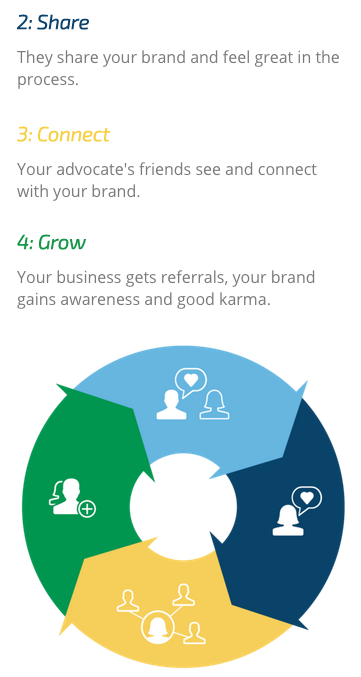 2: Share
They share your brand and feel great in the
process.
3: Connect
Your advocate's friends see and connect
with your brand.
4: Grow
Your business gets referrals, your brand
gains awareness and good karma.